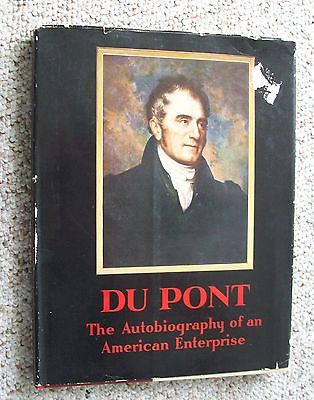 DU PONT
The Autobiography of an
American Enterprise